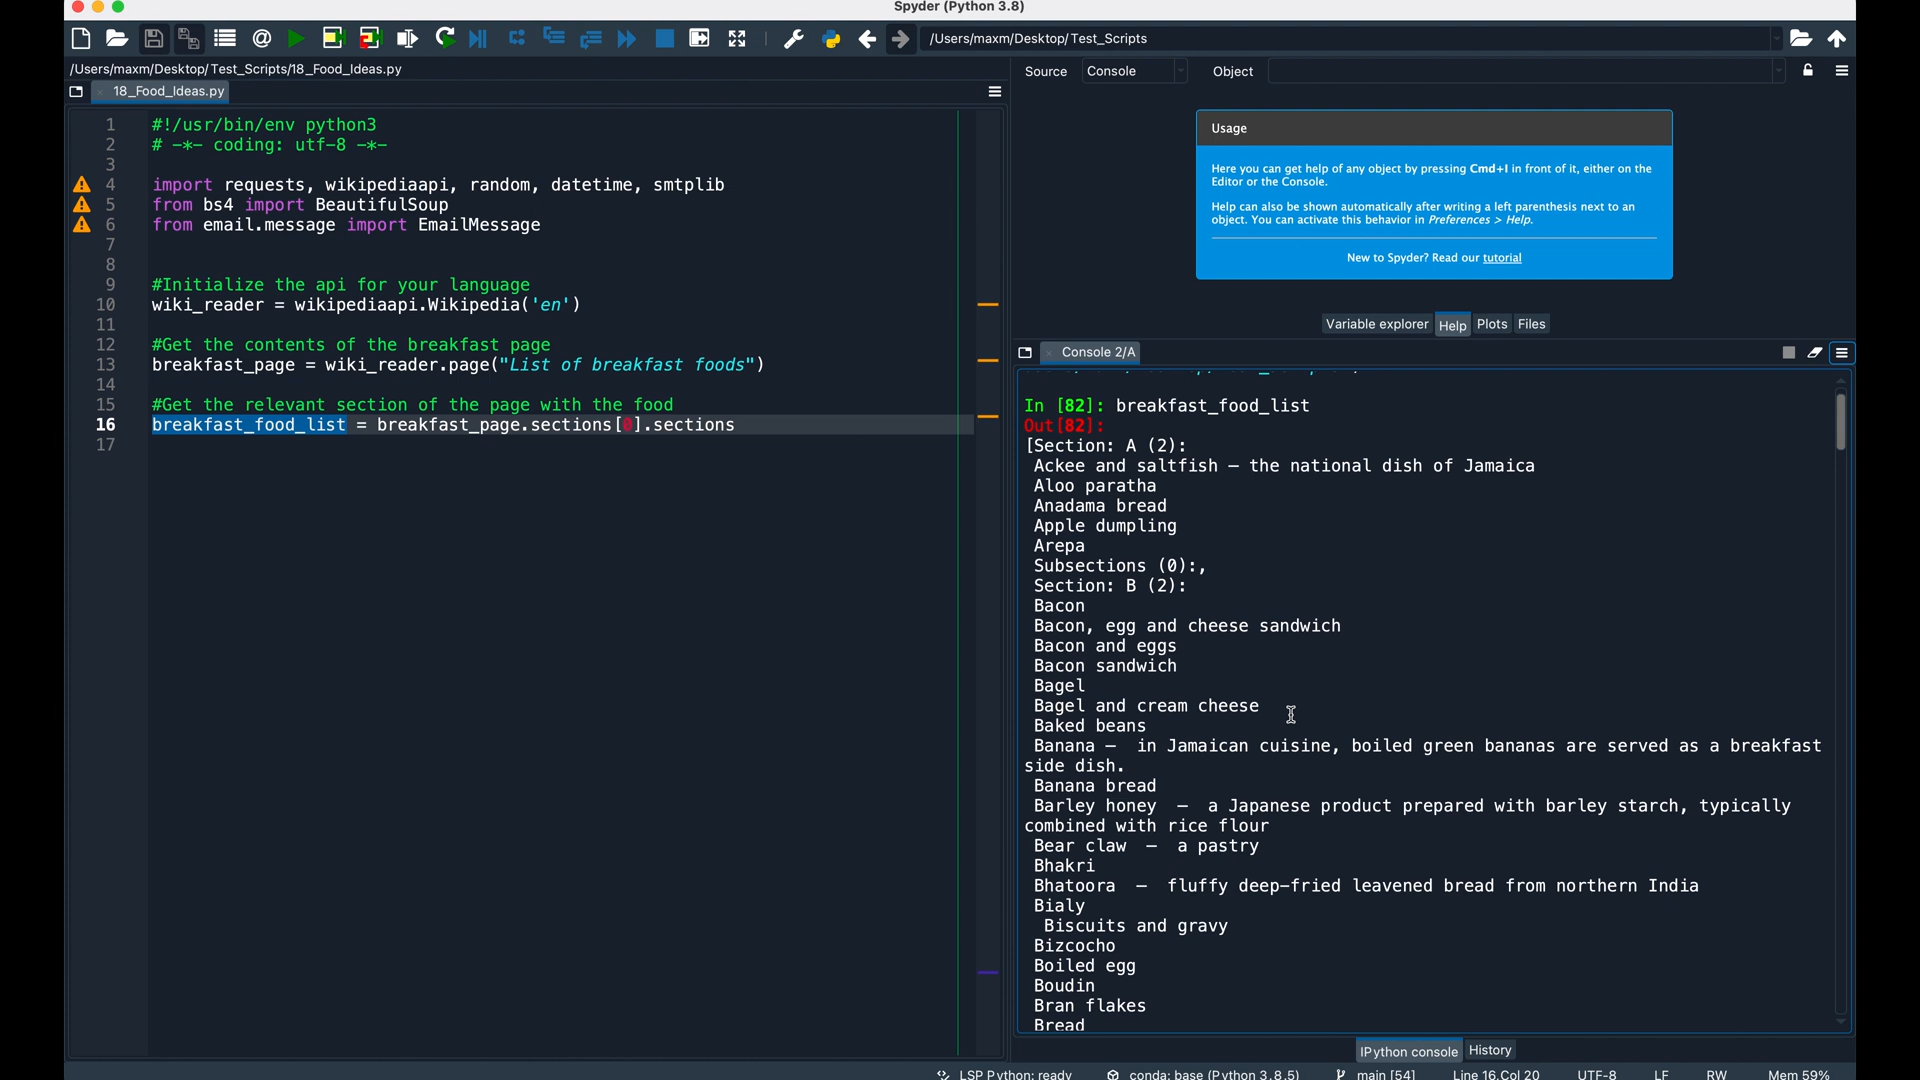 Spyder (Python 3.8)
/Users/maxm/Desktop/Test_Scripts
/Users/maxm/Desktop/Test_Scripts/18_Food_Ideas.py
18_Food_Ideas.py
1 #!/usr/bin/env python3
2 # -*- coding: utf-8 -*-
3
4 import requests, wikipediaapi, random, datetime, smtplib
5 from bs4 import BeautifulSoup
6 from email.message import EmailMessage
7
8
9 #Initialize the api for your language
10 wiki_reader = wikipediaapi.Wikipedia('en')
11
12 #Get the contents of the breakfast page
13 breakfast_page = wiki_reader.page("List of breakfast foods")
14
15 #Get the relevant section of the page with the food
16 breakfast_food_list = breakfast_page.sections[0].sections
17
Source Console Object
Usage
Here you can get help of any object by pressing Cmd+I in front of it, either on the
Editor or the Console.
Help can also be shown automatically after writing a left parenthesis next to an
object. You can activate this behavior in Preferences > Help.
New to Spyder? Read our tutorial
Variable explorer Help Plots Files
Console 2/A
In [82]: breakfast_food_list
Out[82]:
[Section: A (2):
Ackee and saltfish – the national dish of Jamaica
Aloo paratha
Anadama bread
Apple dumpling
Arepa
Subsections (0):,
Section: B (2):
Bacon
Bacon, egg and cheese sandwich
Bacon and eggs
Bacon sandwich
Bagel
Bagel and cream cheese
Baked beans
Banana – in Jamaican cuisine, boiled green bananas are served as a breakfast
side dish.
Banana bread
Barley honey – a Japanese product prepared with barley starch, typically
combined with rice flour
Bear claw – a pastry
Bhakri
Bhatoora – fluffy deep-fried leavened bread from northern India
Bialy
Biscuits and gravy
Bizcocho
Boiled egg
Boudin
Bran flakes
Bread
IPython console History
LSP Python: ready conda: base (Python 3.8.5) main [54] Line 16, Col 20 UTF-8 LF RW Mem 59%